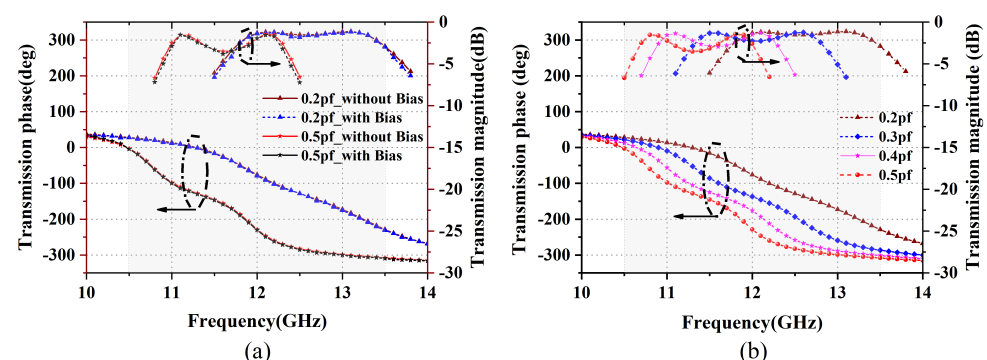 Transmission phase(deg)
300
200
100
0
-100
-200
-300
10
11
12
13
14
Frequency(GHz)
0
-5
-10
-15
-20
-25
-30
Transmission magnitude(dB)
0.2pf_without Bias
0.2pf_with Bias
0.5pf_without Bias
0.5pf_with Bias
(a)
Transmission phase (deg)
300
200
100
0
-100
-200
-300
10
11
12
13
14
Frequency(GHz)
0
-5
-10
-15
-20
-25
-30
Transmission magnitude (dB)
0.2pf
0.3pf
0.4pf
0.5pf
(b)